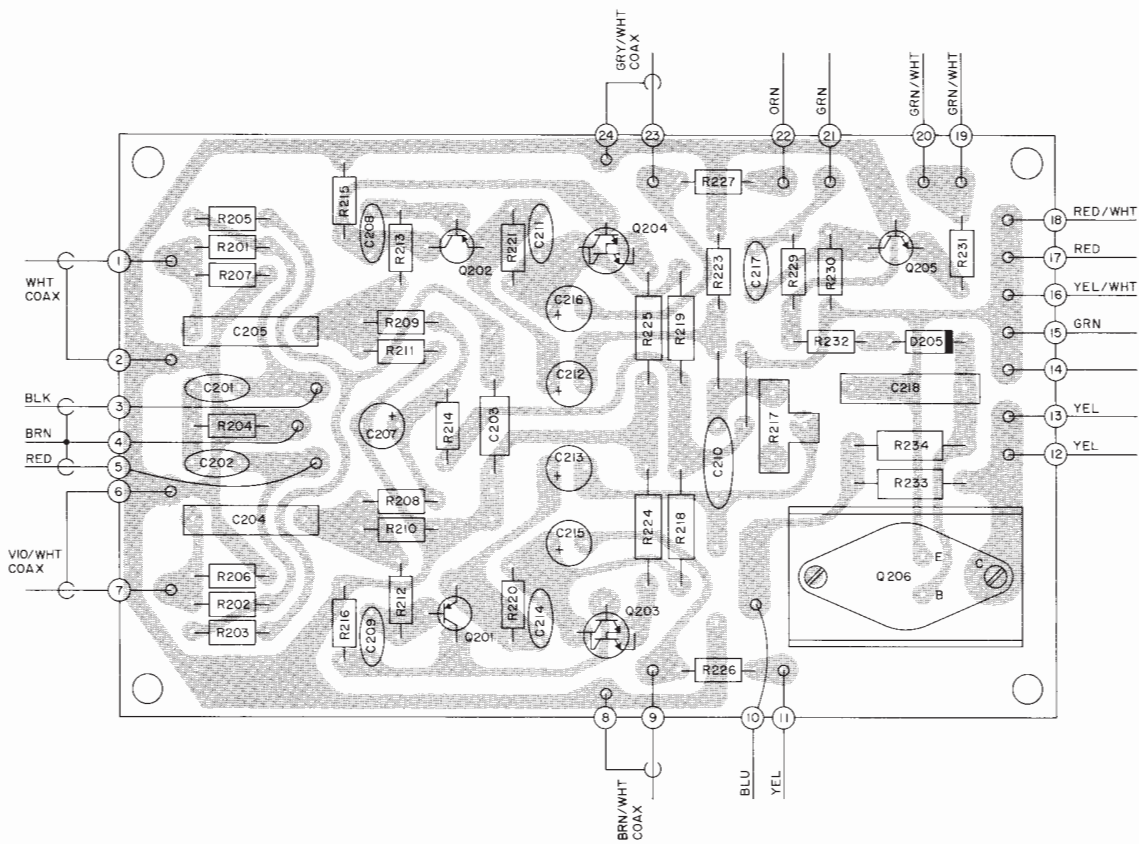 GRY/WHT
COAX
ORN
GRN
GRN/WHT
GRN/WHT
24
23
22
21
20
19
R227
R215
C208
R213
Q202
R221
C211
Q204
R205
R201
R207
R223
C217
R229
R230
Q205
R231
18
RED/WHT
17
RED
16
YEL/WHT
15
GRN
14
13
YEL
12
YEL
1
WHT
COAX
2
BLK
3
BRN
4
RED
5
6
VIO/WHT
COAX
7
C205
R209
R211
C216
R225
R219
R232
D205
C201
C212
C218
R204
C207
R214
C203
R217
C202
C213
C210
R234
R233
C204
R208
R210
C215
R224
R218
R206
R202
R203
R216
C209
R212
Q201
R220
C214
Q203
E
C
Q206
B
R226
8
9
10
11
BRN/WHT
COAX
BLU
YEL